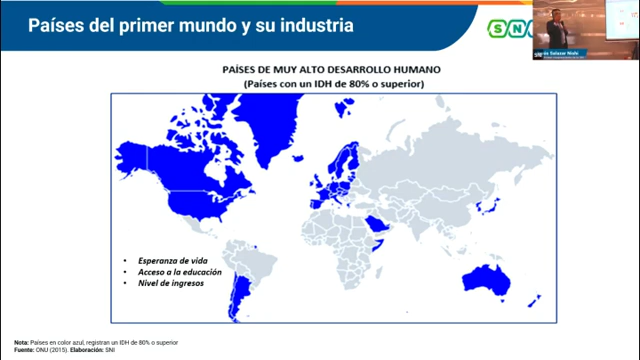 Países del primer mundo y su industria
SNI
PAÍSES DE MUY ALTO DESARROLLO HUMANO
(Países con un IDH de 80% o superior)
• Esperanza de vida
• Acceso a la educación
• Nivel de ingresos
Nota: Países en color azul, registran un IDH de 80% o superior
Fuente: ONU (2015). Elaboración: SNI